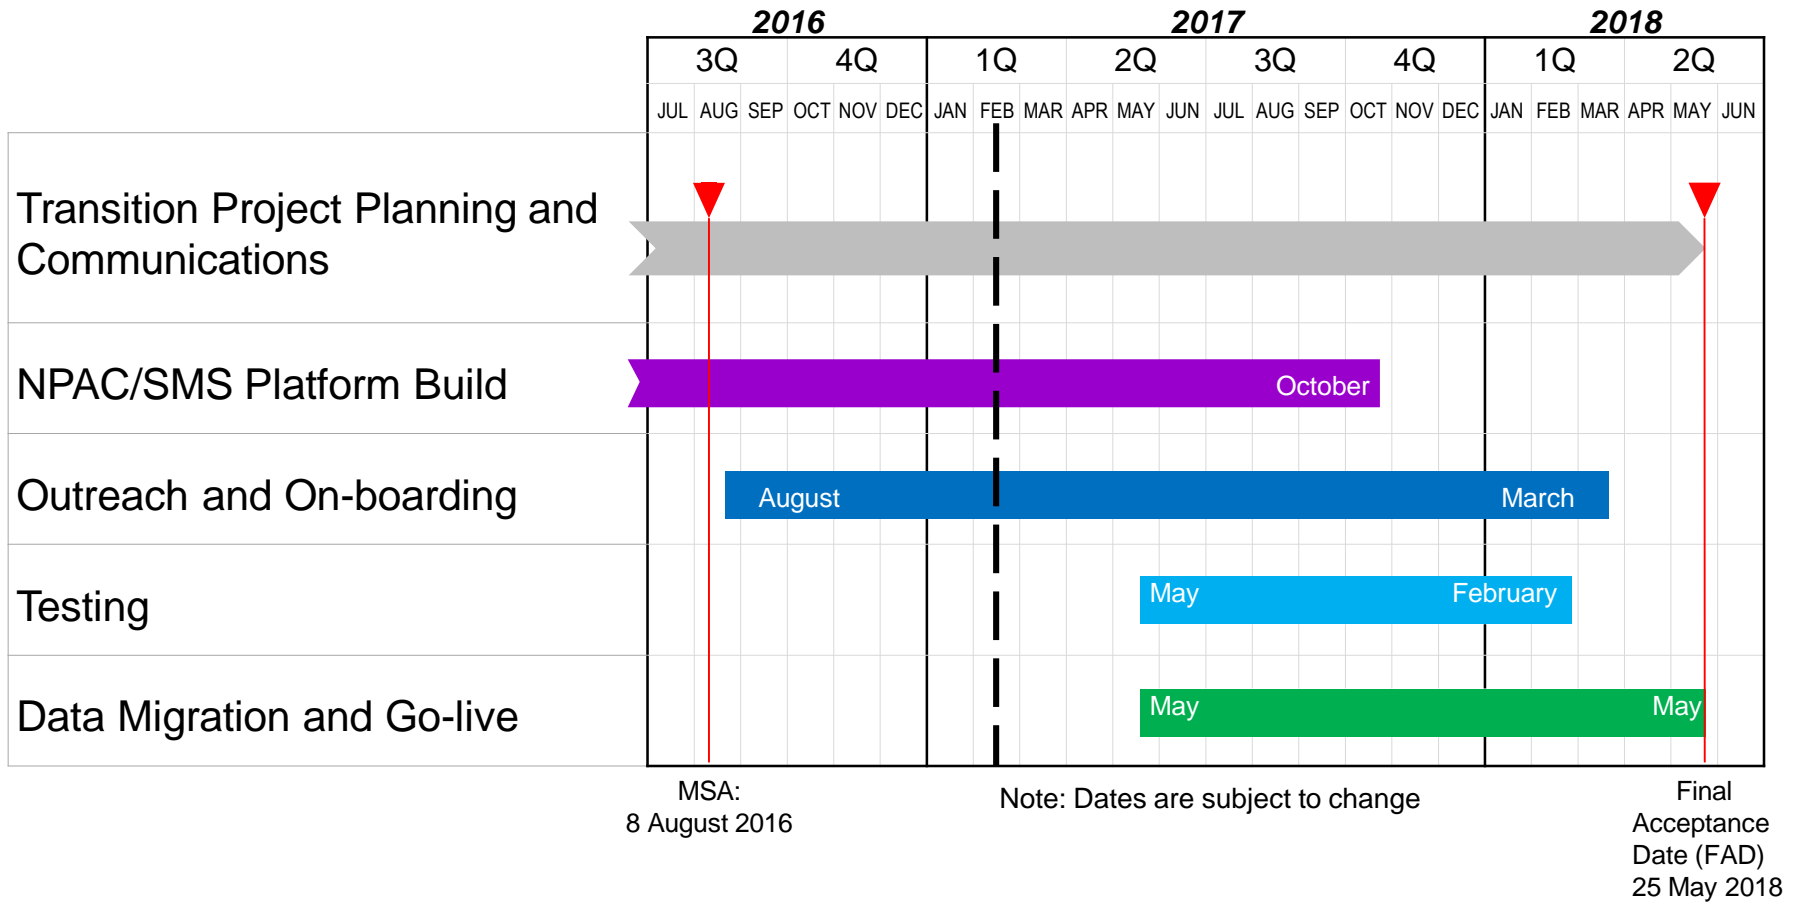 2016 2017 2018
3Q 4Q 1Q 2Q 3Q 4Q 1Q 2Q
JUL AUG SEP OCT NOV DEC JAN FEB MAR APR MAY JUN JUL AUG SEP OCT NOV DEC JAN FEB MAR APR MAY JUN
Transition Project Planning and
Communications
NPAC/SMS Platform Build
October
Outreach and On-boarding
August March
Testing
May February
Data Migration and Go-live
May May
MSA:
8 August 2016
Note: Dates are subject to change
Final
Acceptance
Date (FAD)
25 May 2018